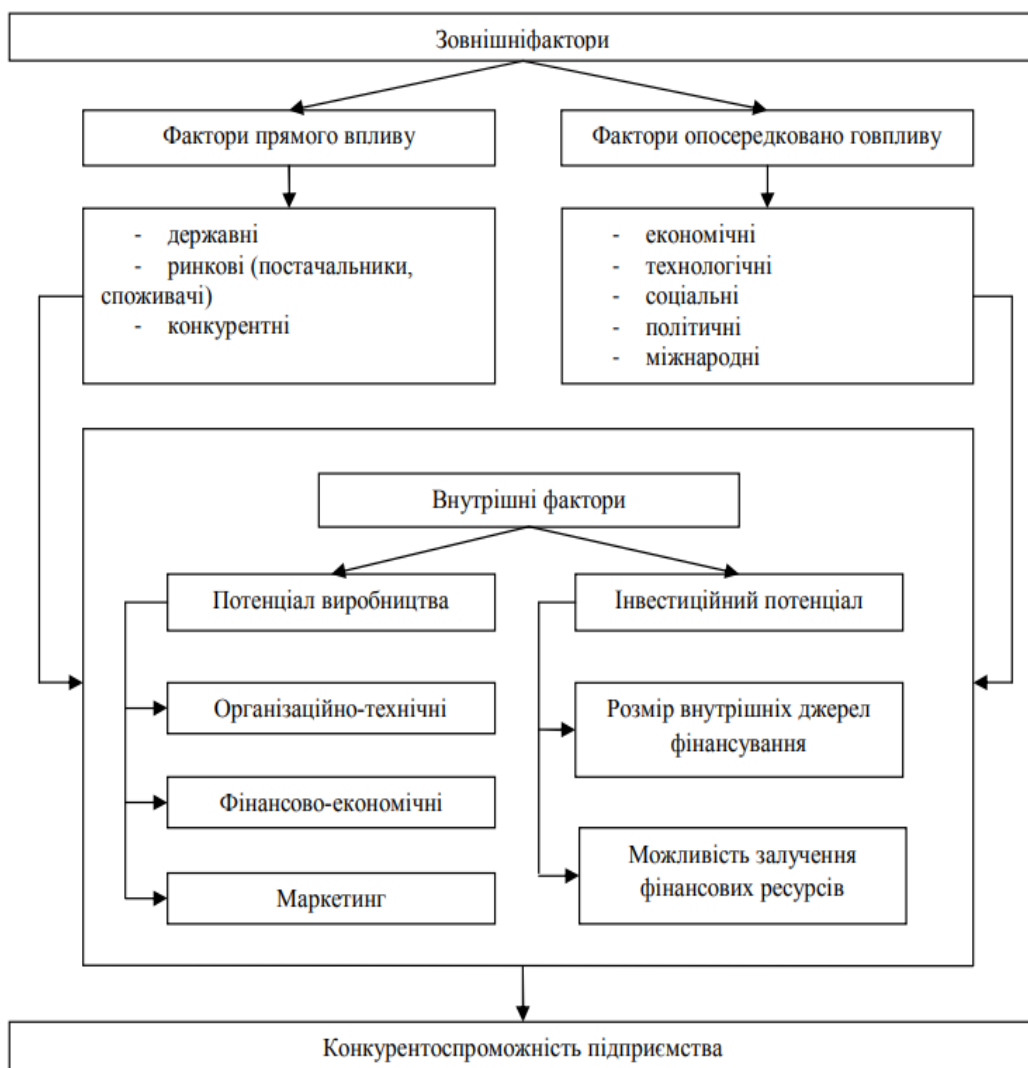 Зовнішніфактори
Фактори прямого впливу
Фактори опосередковано говпливу
- державні
- ринкові (постачальники,
споживачі)
- конкурентні
- економічні
- технологічні
- соціальні
- політичні
- міжнародні
Внутрішні фактори
Потенціал виробництва
Інвестиційний потенціал
Організаційно-технічні
Розмір внутрішніх джерел
фінансування
Фінансово-економічні
Можливість залучення
фінансових ресурсів
Маркетинг
Конкурентоспроможність підприємства